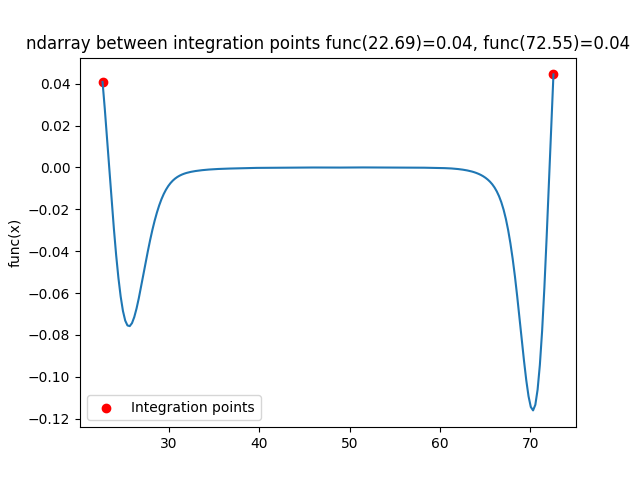 ndarray between integration points func(22.69)=0.04, func(72.55)=0.04
0.04
0.02
0.00
−0.02
−0.04
−0.06
−0.08
−0.10
−0.12
func(x)
Integration points
30 40 50 60 70